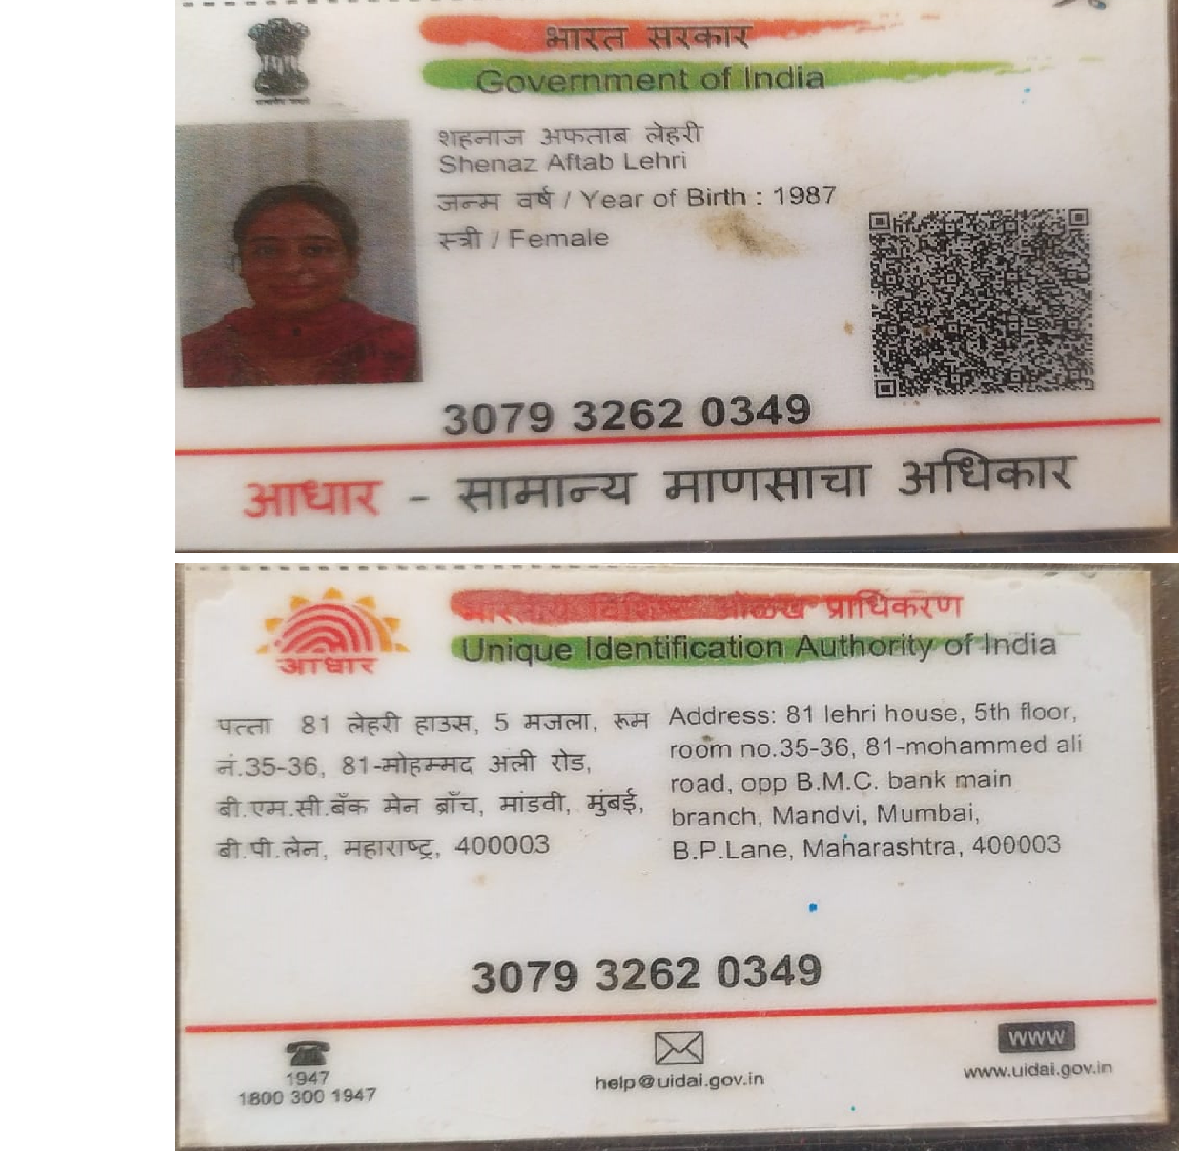 भारत सरकार
Government of India
शहनाज अफताब लेहरी
Shenaz Aftab Lehri
जन्म वर्ष / Year of Birth : 1987
स्त्री / Female
3079 3262 0349
आधार - सामान्य माणसाचा अधिकार
आधार
भारतीय विशिष्ट ओळख प्राधिकरण
Unique Identification Authority of India
पत्ता 81 लेहरी हाउस, 5 मजला, रूम
नं.35-36, 81-मोहम्मद अली रोड,
बी.एम.सी.बँक मेन ब्राँच, मांडवी, मुंबई,
बी.पी.लेन, महाराष्ट्र, 400003
Address: 81 lehri house, 5th floor,
room no.35-36, 81-mohammed ali
road, opp B.M.C. bank main
branch, Mandvi, Mumbai,
B.P.Lane, Maharashtra, 400003
3079 3262 0349
1947
1800 300 1947
help@uidai.gov.in
www
www.uidai.gov.in